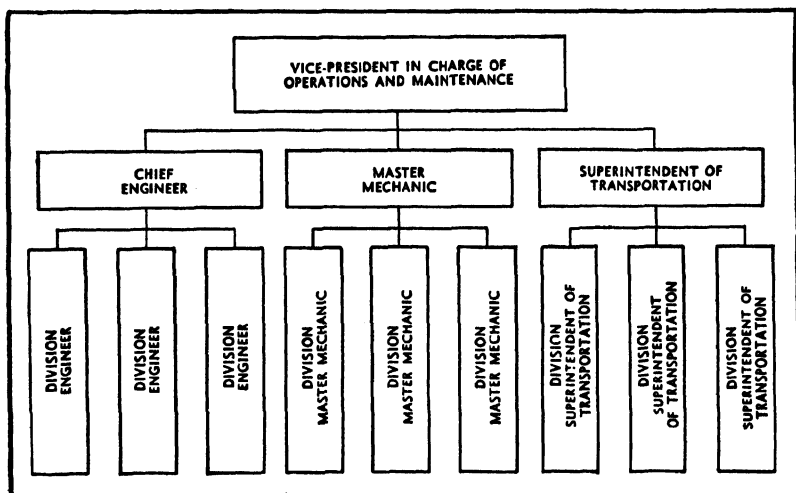 VICE-PRESIDENT IN CHARGE OF
OPERATIONS AND MAINTENANCE
CHIEF
ENGINEER
MASTER
MECHANIC
SUPERINTENDENT OF
TRANSPORTATION
DIVISION
ENGINEER
DIVISION
ENGINEER
DIVISION
ENGINEER
DIVISION
MASTER MECHANIC
DIVISION
MASTER MECHANIC
DIVISION
MASTER MECHANIC
DIVISION
SUPERINTENDENT OF
TRANSPORTATION
DIVISION
SUPERINTENDENT
OF TRANSPORTATION
DIVISION
SUPERINTENDENT OF
TRANSPORTATION